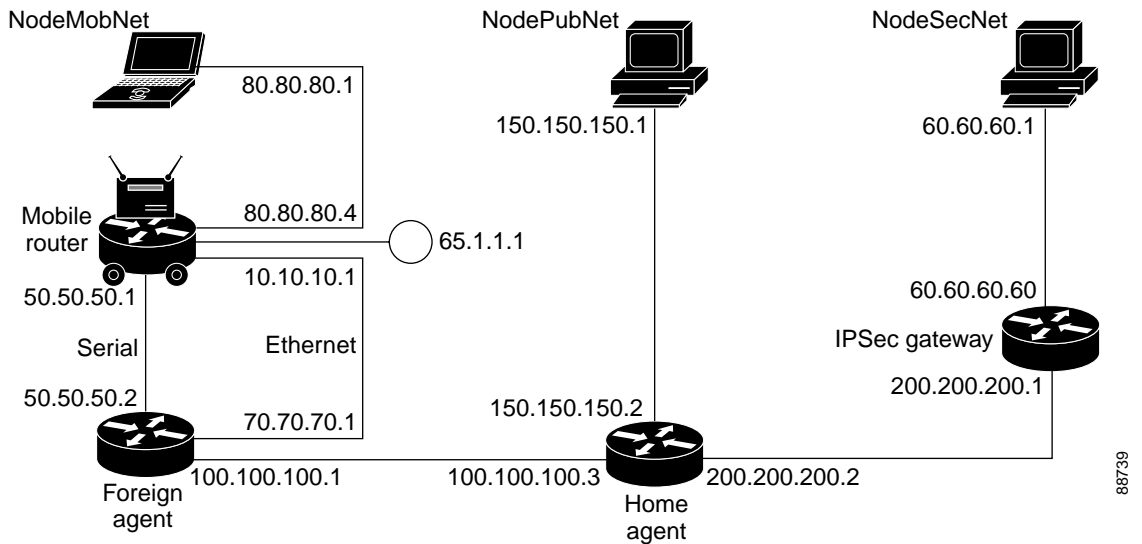 NodeMobNet
NodePubNet
NodeSecNet
80.80.80.1
150.150.150.1
60.60.60.1
80.80.80.4
Mobile
router
65.1.1.1
10.10.10.1
50.50.50.1
60.60.60.60
Serial
Ethernet
IPSec gateway
200.200.200.1
50.50.50.2
70.70.70.1
150.150.150.2
100.100.100.1
100.100.100.3
200.200.200.2
Foreign
agent
Home
agent
88739